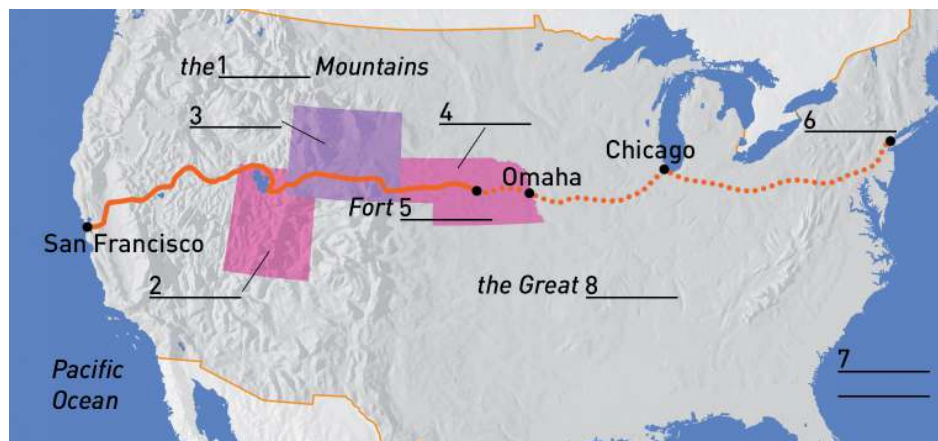 the 1 Mountains
3
4
6
Chicago
Omaha
Fort 5
San Francisco
2
the Great 8
7
Pacific
Ocean